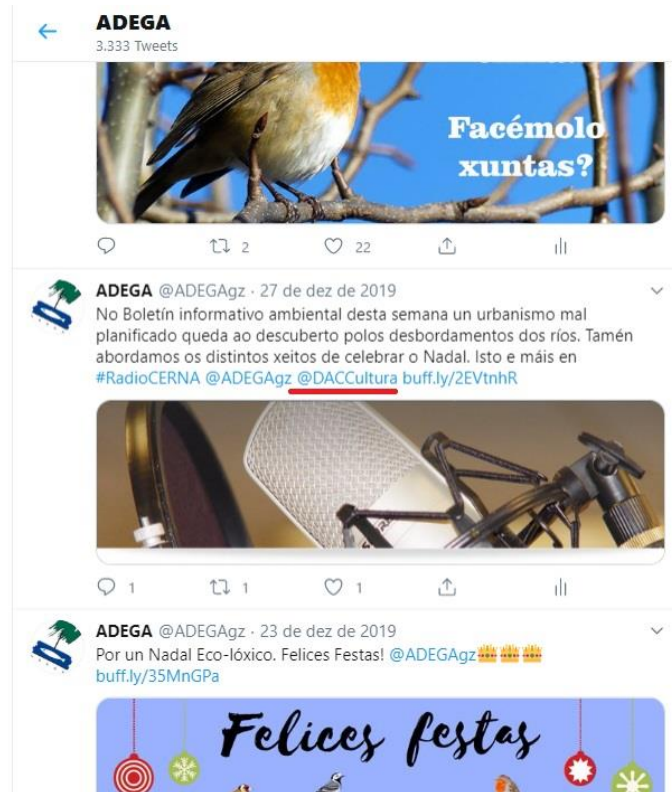 ADEGA
3.333 Tweets
Facémolo
xuntas?
2 22
ADEGA @ADEGAgz · 27 de dez de 2019
No Boletín informativo ambiental desta semana un urbanismo mal
planificado queda ao descuberto polos desbordamentos dos ríos. Tamén
abordamos os distintos xeitos de celebrar o Nadal. Isto e máis en
#RadioCERNA @ADEGAgz @DACCultura buff.ly/2EVtnhR
1 1 1
ADEGA @ADEGAgz · 23 de dez de 2019
Por un Nadal Eco-lóxico. Felices Festas! @ADEGAgz
buff.ly/35MnGPa
Felices festas